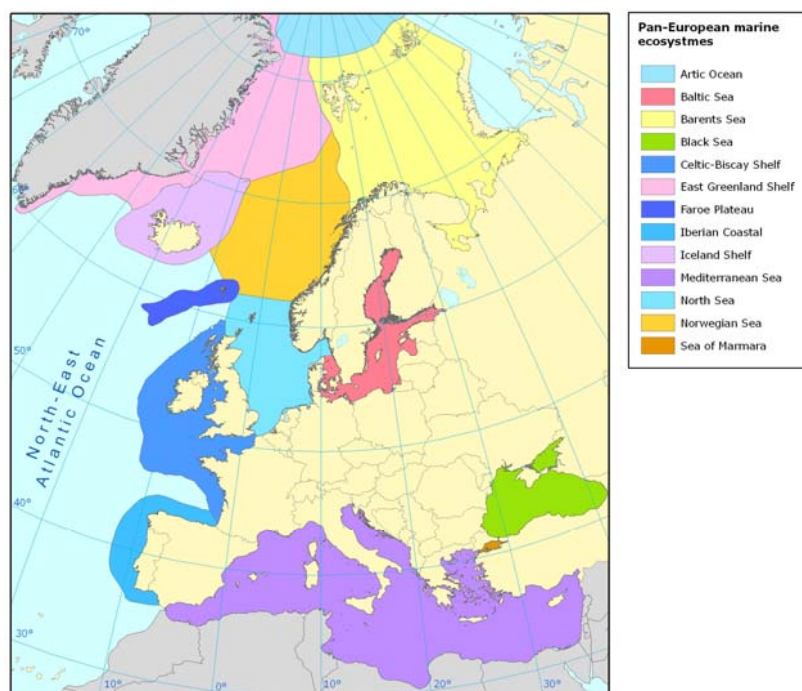 Pan-European marine
ecosystmes
Artic Ocean
Baltic Sea
Barents Sea
Black Sea
Celtic-Biscay Shelf
East Greenland Shelf
Faroe Plateau
Iberian Coastal
Iceland Shelf
Mediterranean Sea
North Sea
Norwegian Sea
Sea of Marmara
70°
60°
50°
40°
30°
North-East
Atlantic Ocean
10°
0°
10°
20°
30°